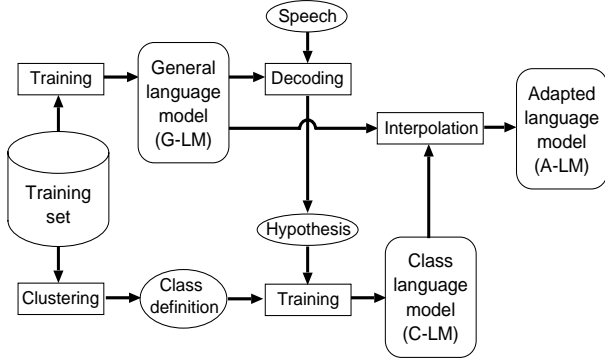 Speech
Training
General
language
model
(G-LM)
Decoding
Interpolation
Adapted
language
model
(A-LM)
Training
set
Hypothesis
Clustering
Class
definition
Training
Class
language
model
(C-LM)